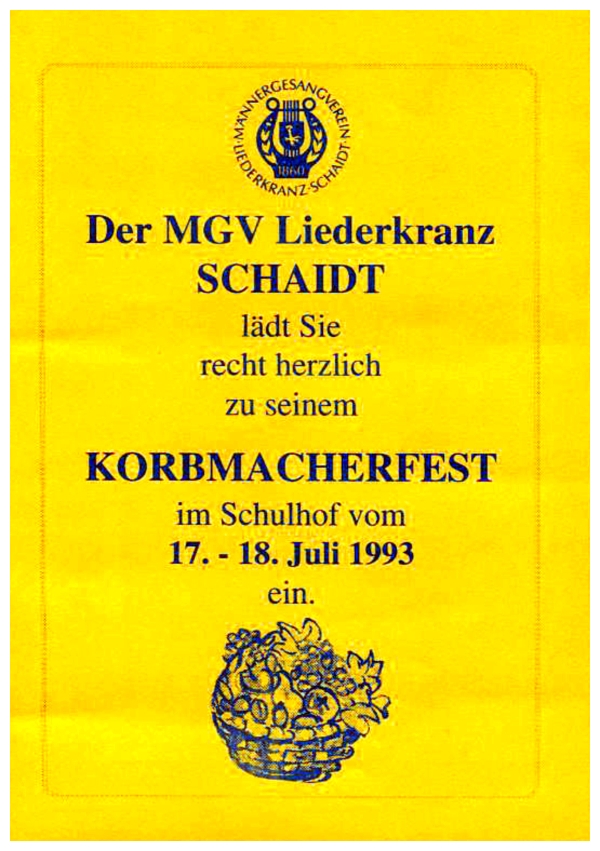 MÄNNERGESANGVEREIN
LIEDERKRANZ-SCHAIDT
1860
Der MGV Liederkranz
SCHAIDT
lädt Sie
recht herzlich
zu seinem
KORBMACHERFEST
im Schulhof vom
17. - 18. Juli 1993
ein.